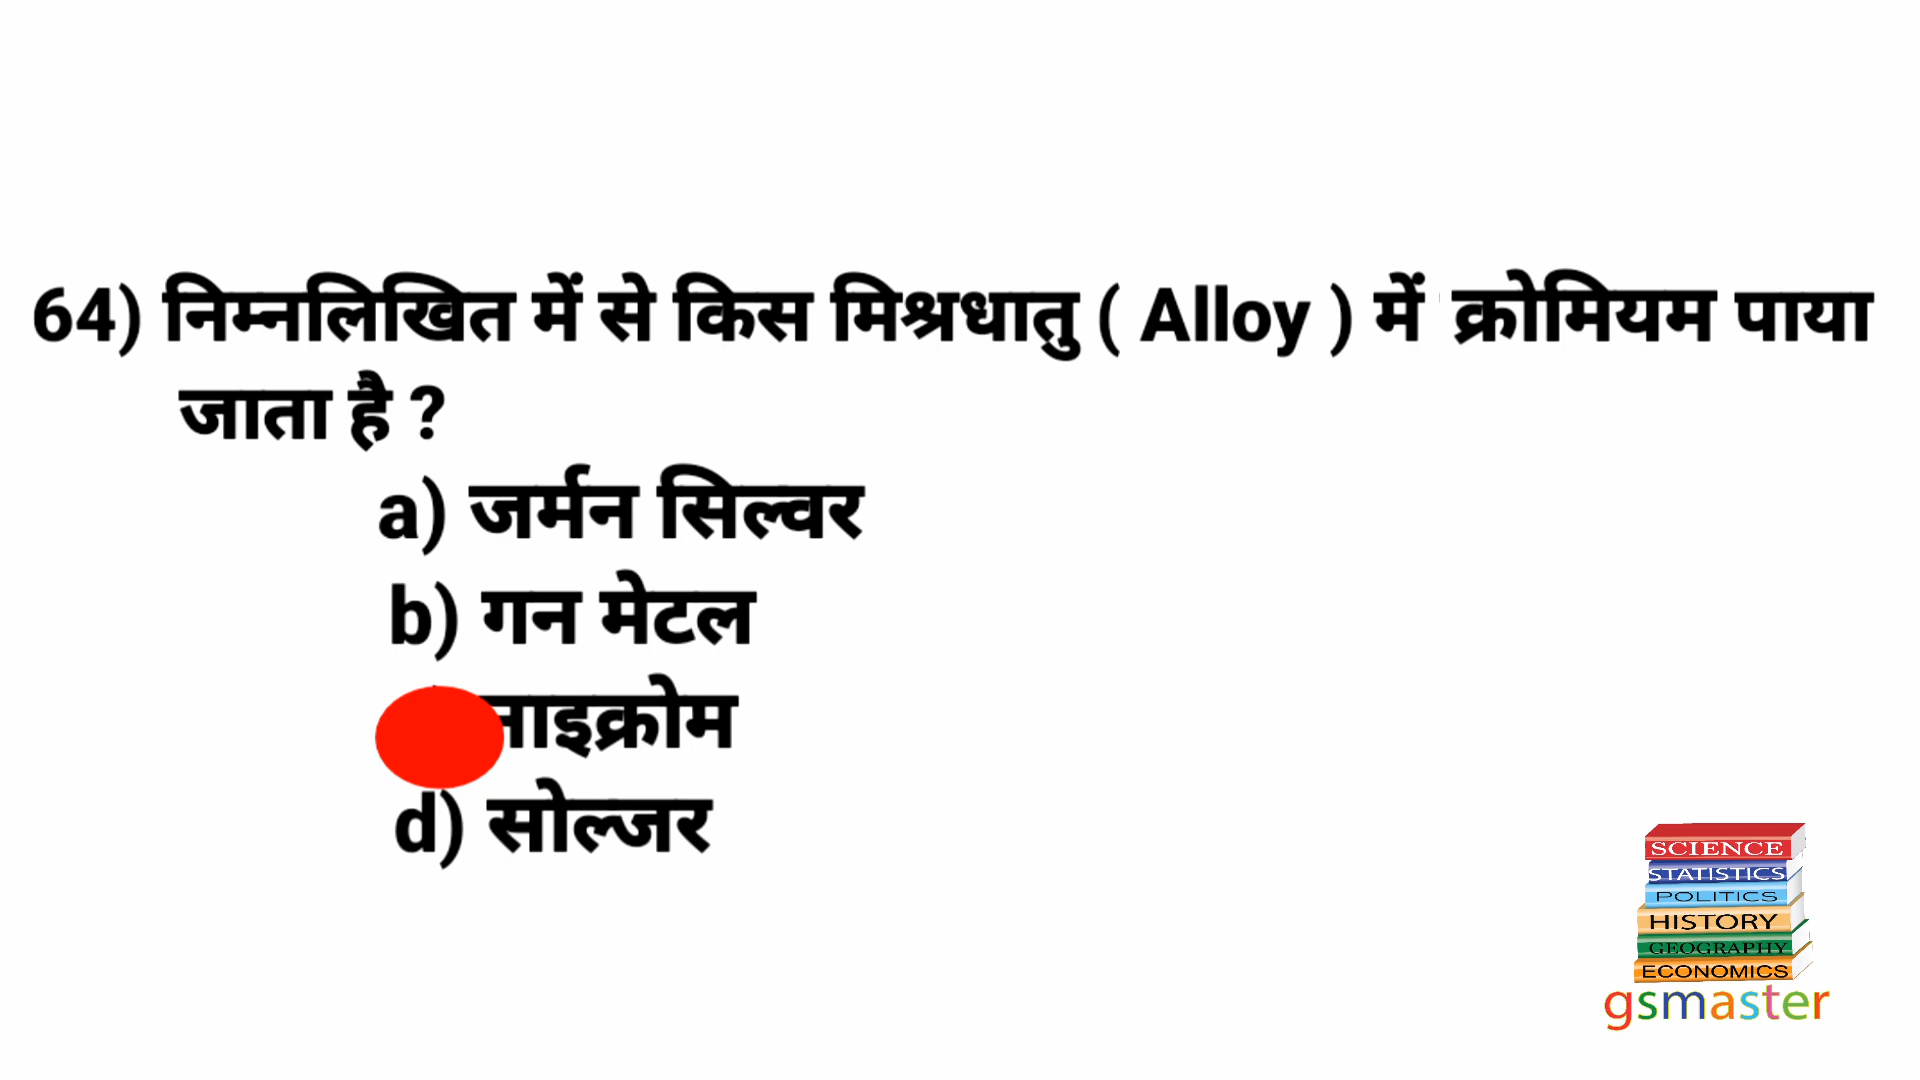 64) निम्नलिखित में से किस मिश्रधातु ( Alloy ) में क्रोमियम पाया
जाता है ?
a) जर्मन सिल्वर
b) गन मेटल
नाइक्रोम
d) सोल्जर
SCIENCE
STATISTICS
POLITICS
HISTORY
GEOGRAPHY
ECONOMICS
gsmaster